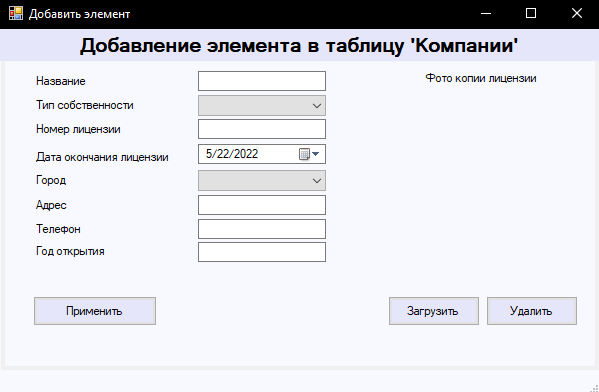 Добавить элемент
Добавление элемента в таблицу 'Компании'
Название
Фото копии лицензии
Тип собственности
Номер лицензии
Дата окончания лицензии 5/22/2022
Город
Адрес
Телефон
Год открытия
Применить Загрузить Удалить